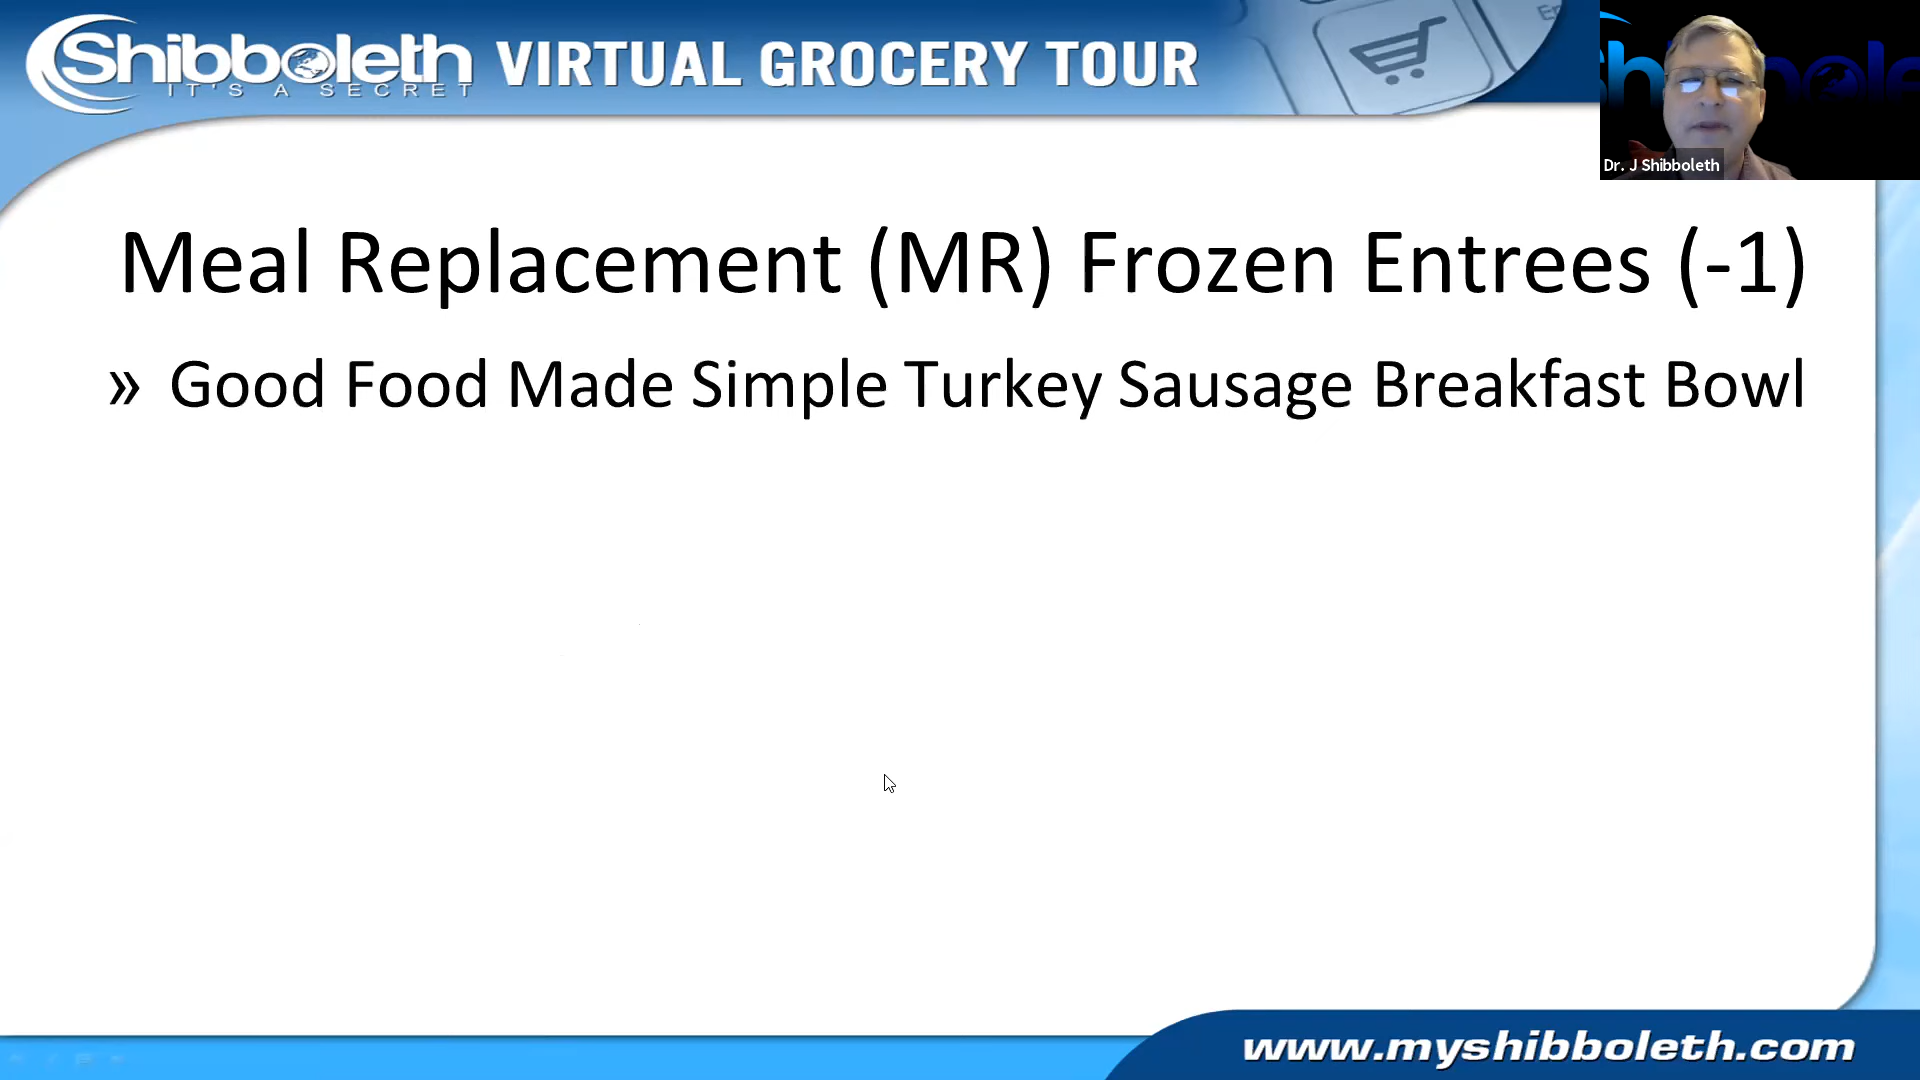 Shibboleth VIRTUAL GROCERY TOUR
IT'S A SECRET
Dr. J Shibboleth
Meal Replacement (MR) Frozen Entrees (-1)
» Good Food Made Simple Turkey Sausage Breakfast Bowl
www.myshibboleth.com